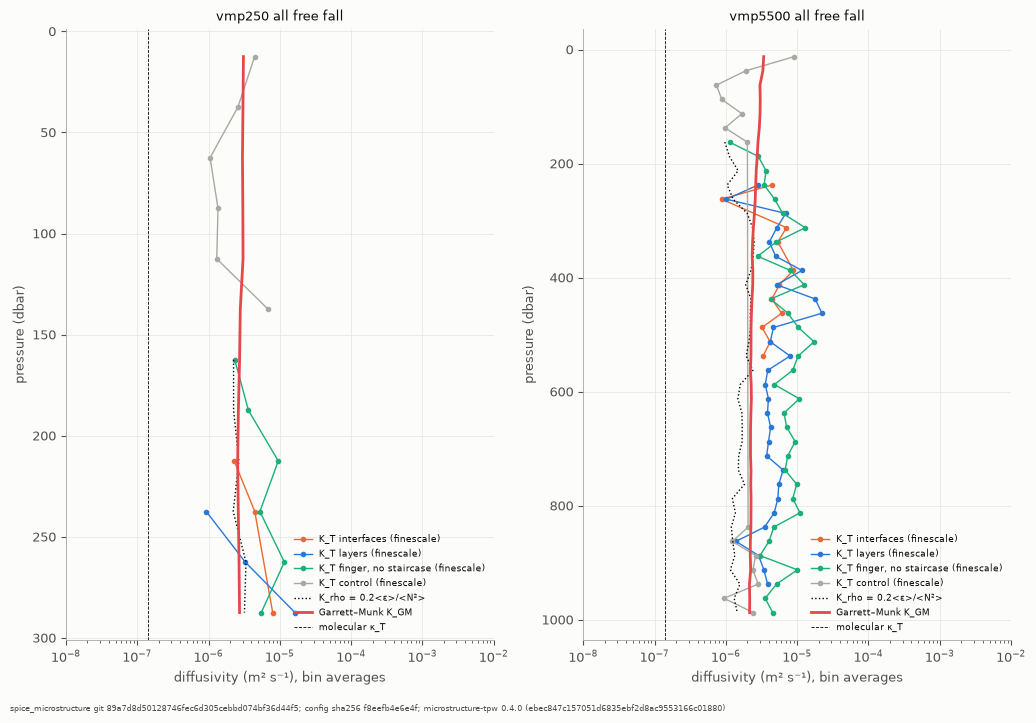 vmp250 all free fall
vmp5500 all free fall
0
50
100
150
200
250
300
pressure (dbar)
10⁻⁸
10⁻⁷
10⁻⁶
10⁻⁵
10⁻⁴
10⁻³
10⁻²
diffusivity (m² s⁻¹), bin averages
K_T interfaces (finescale)
K_T layers (finescale)
K_T finger, no staircase (finescale)
K_T control (finescale)
K_rho = 0.2<ε>/<N²>
Garrett–Munk K_GM
molecular κ_T
0
200
400
600
800
1000
pressure (dbar)
10⁻⁸
10⁻⁷
10⁻⁶
10⁻⁵
10⁻⁴
10⁻³
10⁻²
diffusivity (m² s⁻¹), bin averages
K_T interfaces (finescale)
K_T layers (finescale)
K_T finger, no staircase (finescale)
K_T control (finescale)
K_rho = 0.2<ε>/<N²>
Garrett–Munk K_GM
molecular κ_T
spice_microstructure git 89a7d8d50128746fec6d305cebbd074bf36d44f5; config sha256 f8eefb4e6e4f; microstructure-tpw 0.4.0 (ebec847c157051d6835ebf2d8ac9553166c01880)